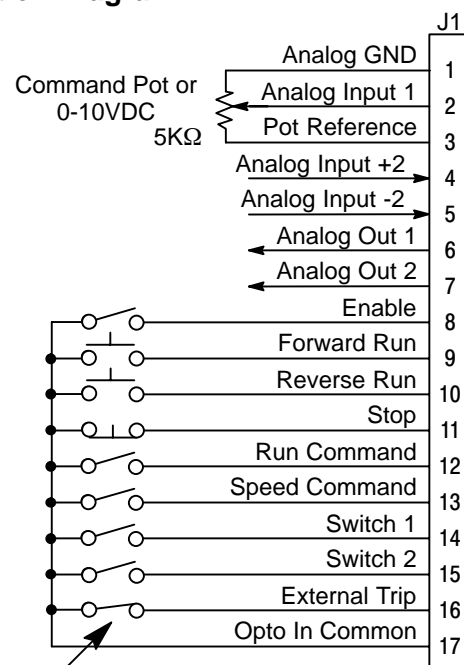 J1
Analog GND 1
Command Pot or
0-10VDC
5KΩ
Analog Input 1 2
Pot Reference 3
Analog Input +2 4
Analog Input -2 5
Analog Out 1 6
Analog Out 2 7
Enable 8
Forward Run 9
Reverse Run 10
Stop 11
Run Command 12
Speed Command 13
Switch 1 14
Switch 2 15
External Trip 16
Opto In Common 17